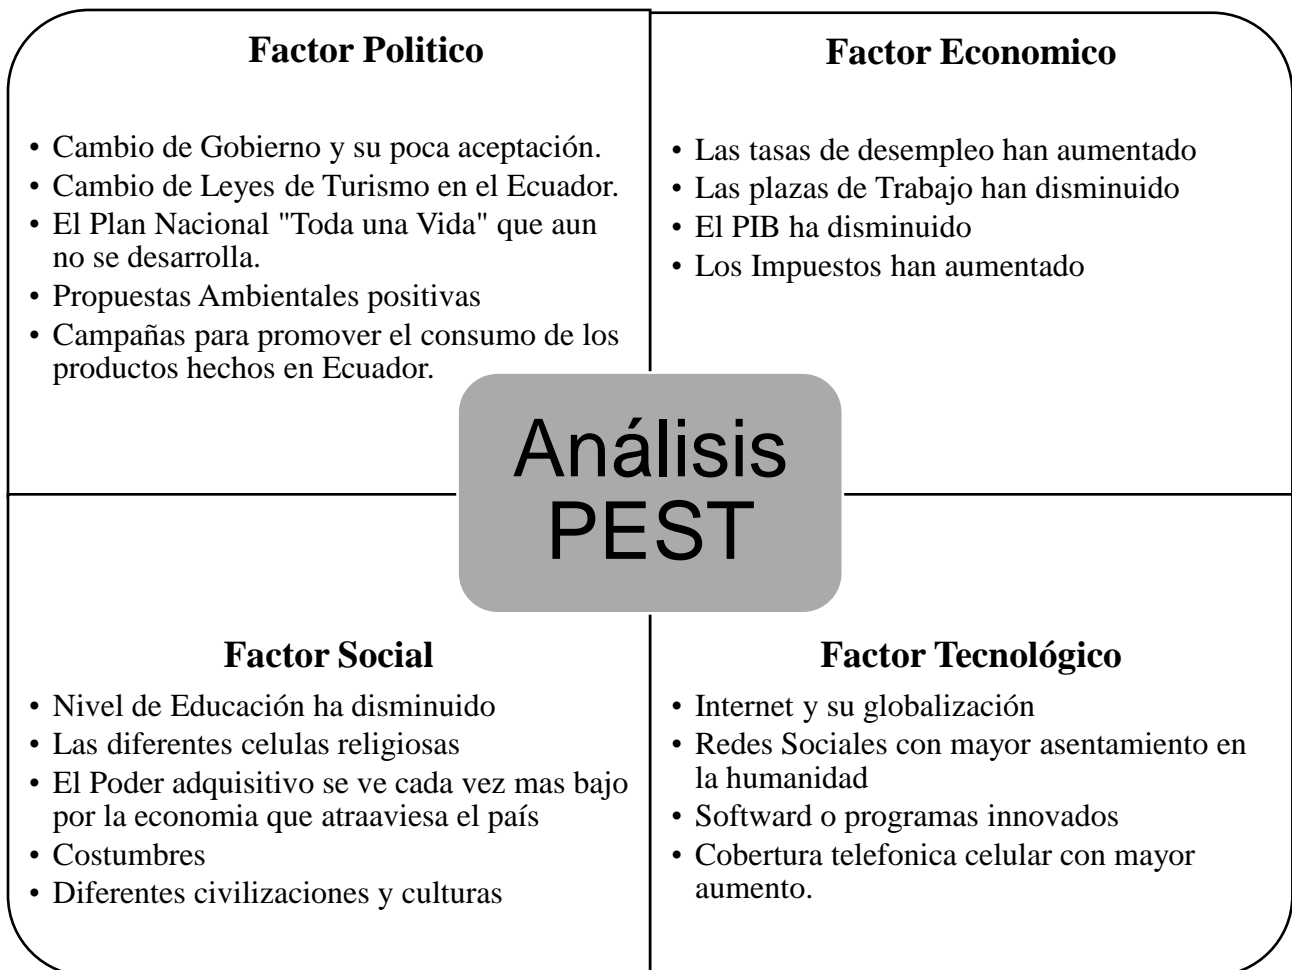 Factor Politico
• Cambio de Gobierno y su poca aceptación.
• Cambio de Leyes de Turismo en el Ecuador.
• El Plan Nacional "Toda una Vida" que aun
no se desarrolla.
• Propuestas Ambientales positivas
• Campañas para promover el consumo de los
productos hechos en Ecuador.
Factor Economico
• Las tasas de desempleo han aumentado
• Las plazas de Trabajo han disminuido
• El PIB ha disminuido
• Los Impuestos han aumentado
Análisis
PEST
Factor Social
• Nivel de Educación ha disminuido
• Las diferentes celulas religiosas
• El Poder adquisitivo se ve cada vez mas bajo
por la economia que atraaviesa el país
• Costumbres
• Diferentes civilizaciones y culturas
Factor Tecnológico
• Internet y su globalización
• Redes Sociales con mayor asentamiento en
la humanidad
• Softward o programas innovados
• Cobertura telefonica celular con mayor
aumento.